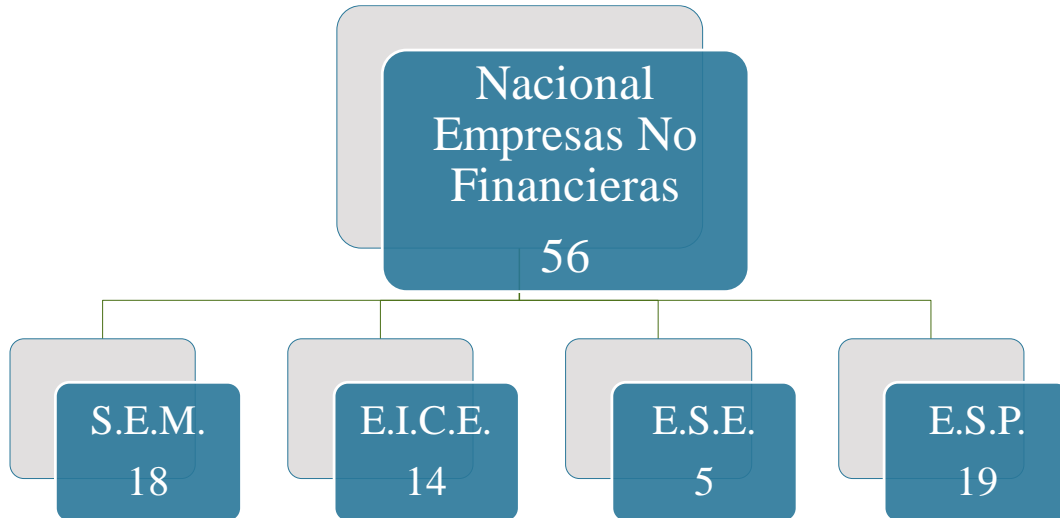 Nacional
Empresas No
Financieras
56
S.E.M.
18
E.I.C.E.
14
E.S.E.
5
E.S.P.
19